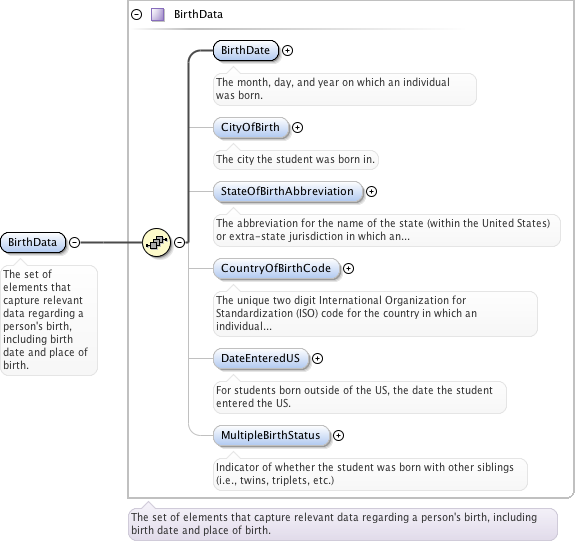 BirthData
BirthDate
The month, day, and year on which an individual
was born.
CityOfBirth
The city the student was born in.
StateOfBirthAbbreviation
The abbreviation for the name of the state (within the United States)
or extra-state jurisdiction in which an...
BirthData
The set of
elements that
capture relevant
data regarding a
person's birth,
including birth
date and place of
birth.
CountryOfBirthCode
The unique two digit International Organization for
Standardization (ISO) code for the country in which an
individual...
DateEnteredUS
For students born outside of the US, the date the student
entered the US.
MultipleBirthStatus
Indicator of whether the student was born with other siblings
(i.e., twins, triplets, etc.)
The set of elements that capture relevant data regarding a person's birth, including
birth date and place of birth.